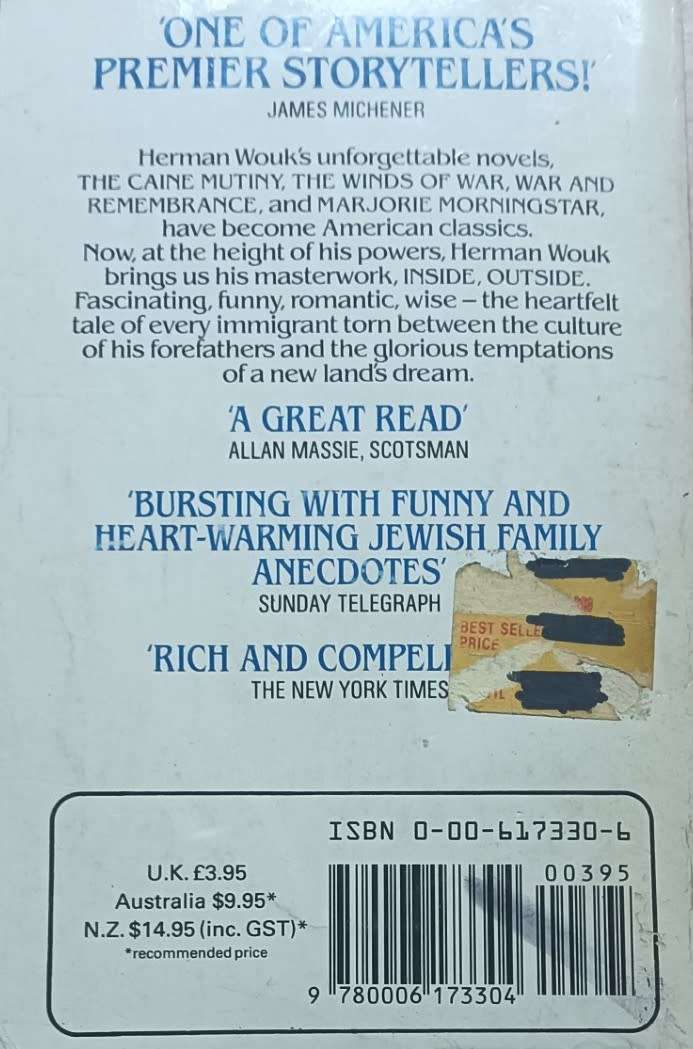 'ONE OF AMERICA'S
PREMIER STORYTELLERS!'
JAMES MICHENER
Herman Wouk's unforgettable novels,
THE CAINE MUTINY, THE WINDS OF WAR, WAR AND
REMEMBRANCE, and MARJORIE MORNINGSTAR,
have become American classics.
Now, at the height of his powers, Herman Wouk
brings us his masterwork, INSIDE, OUTSIDE.
Fascinating, funny, romantic, wise – the heartfelt
tale of every immigrant torn between the culture
of his forefathers and the glorious temptations
of a new land's dream.
'A GREAT READ'
ALLAN MASSIE, SCOTSMAN
'BURSTING WITH FUNNY AND
HEART-WARMING JEWISH FAMILY
ANECDOTES'
SUNDAY TELEGRAPH
BEST
PRICE
'RICH AND
THE NEW YORK TIMES
ISBN 0-00-617330-6
U.K. £3.95
Australia $9.95*
N.Z. $14.95 (inc. GST)*
*recommended price
00395
9 780006 173304